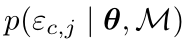 p(ε_{c,j} | θ, ℳ)